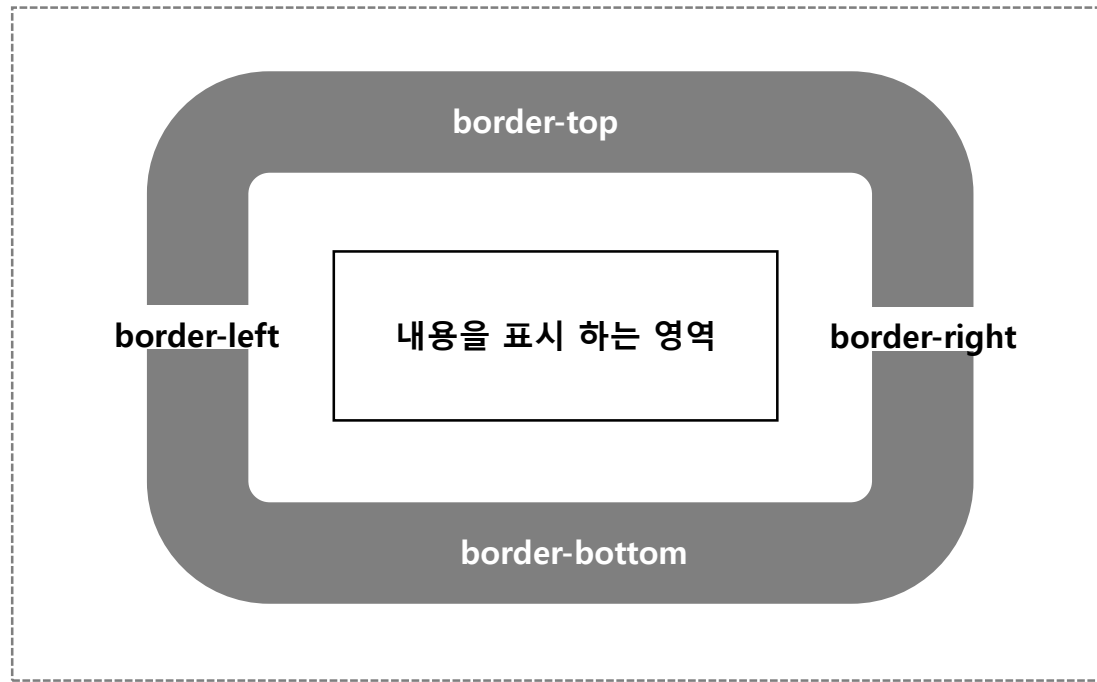 border-top
border-left
내용을 표시 하는 영역
border-right
border-bottom